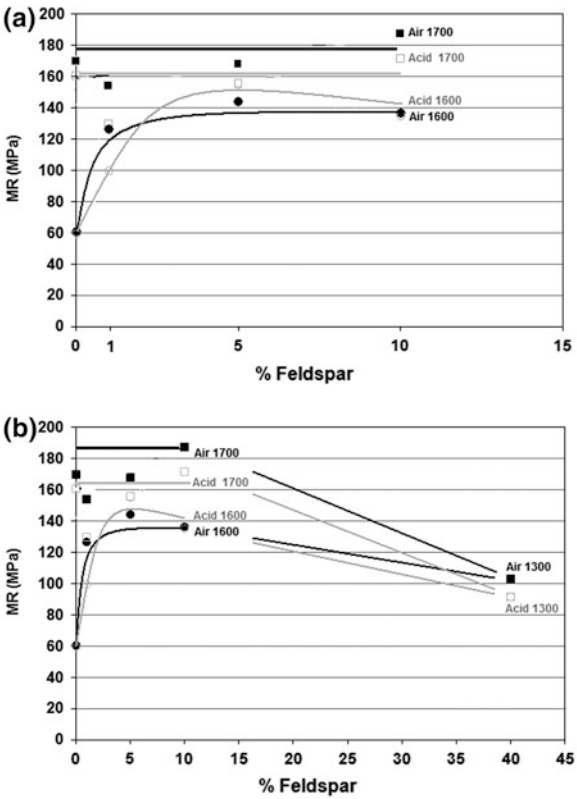 (a)
200
180
160
140
120
100
80
60
40
20
0
MR (MPa)
Air 1700
Acid 1700
Acid 1600
Air 1600
0 1 5 10 15
% Feldspar
(b)
200
180
160
140
120
100
80
60
40
20
0
MR (MPa)
Air 1700
Acid 1700
Acid 1600
Air 1600
Air 1300
Acid 1300
0 5 10 15 20 25 30 35 40 45
% Feldspar